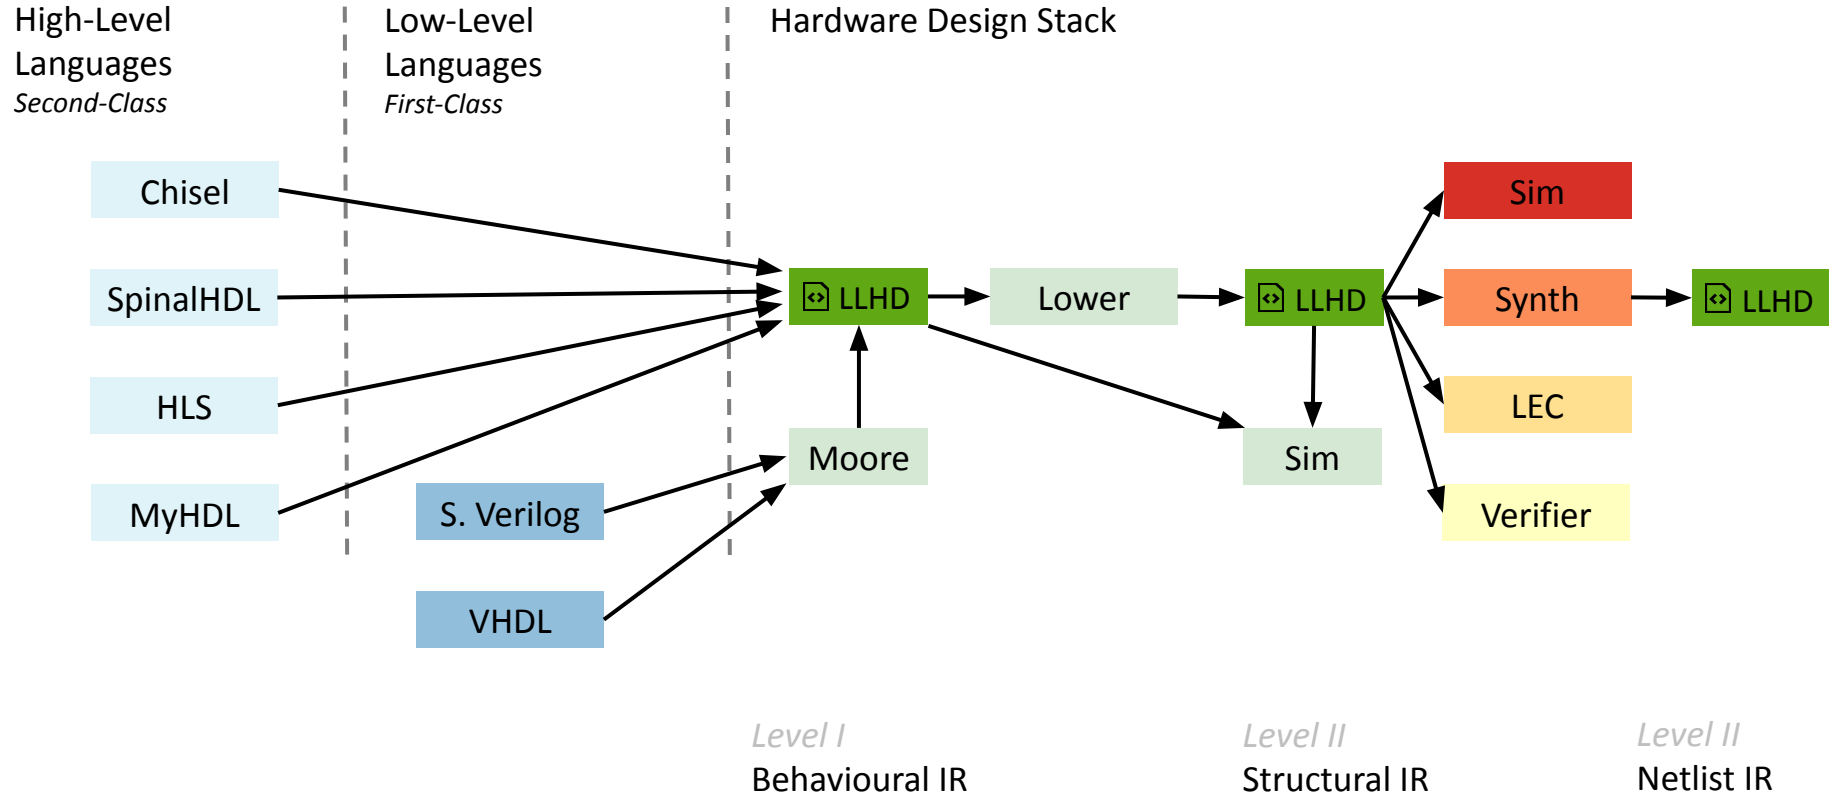 High-Level
Languages
Second-Class
Low-Level
Languages
First-Class
Hardware Design Stack
Chisel
SpinalHDL
HLS
MyHDL
S. Verilog
VHDL
LLHD
Moore
Lower
LLHD
Sim
Sim
Synth
LEC
Verifier
LLHD
Level I
Behavioural IR
Level II
Structural IR
Level II
Netlist IR